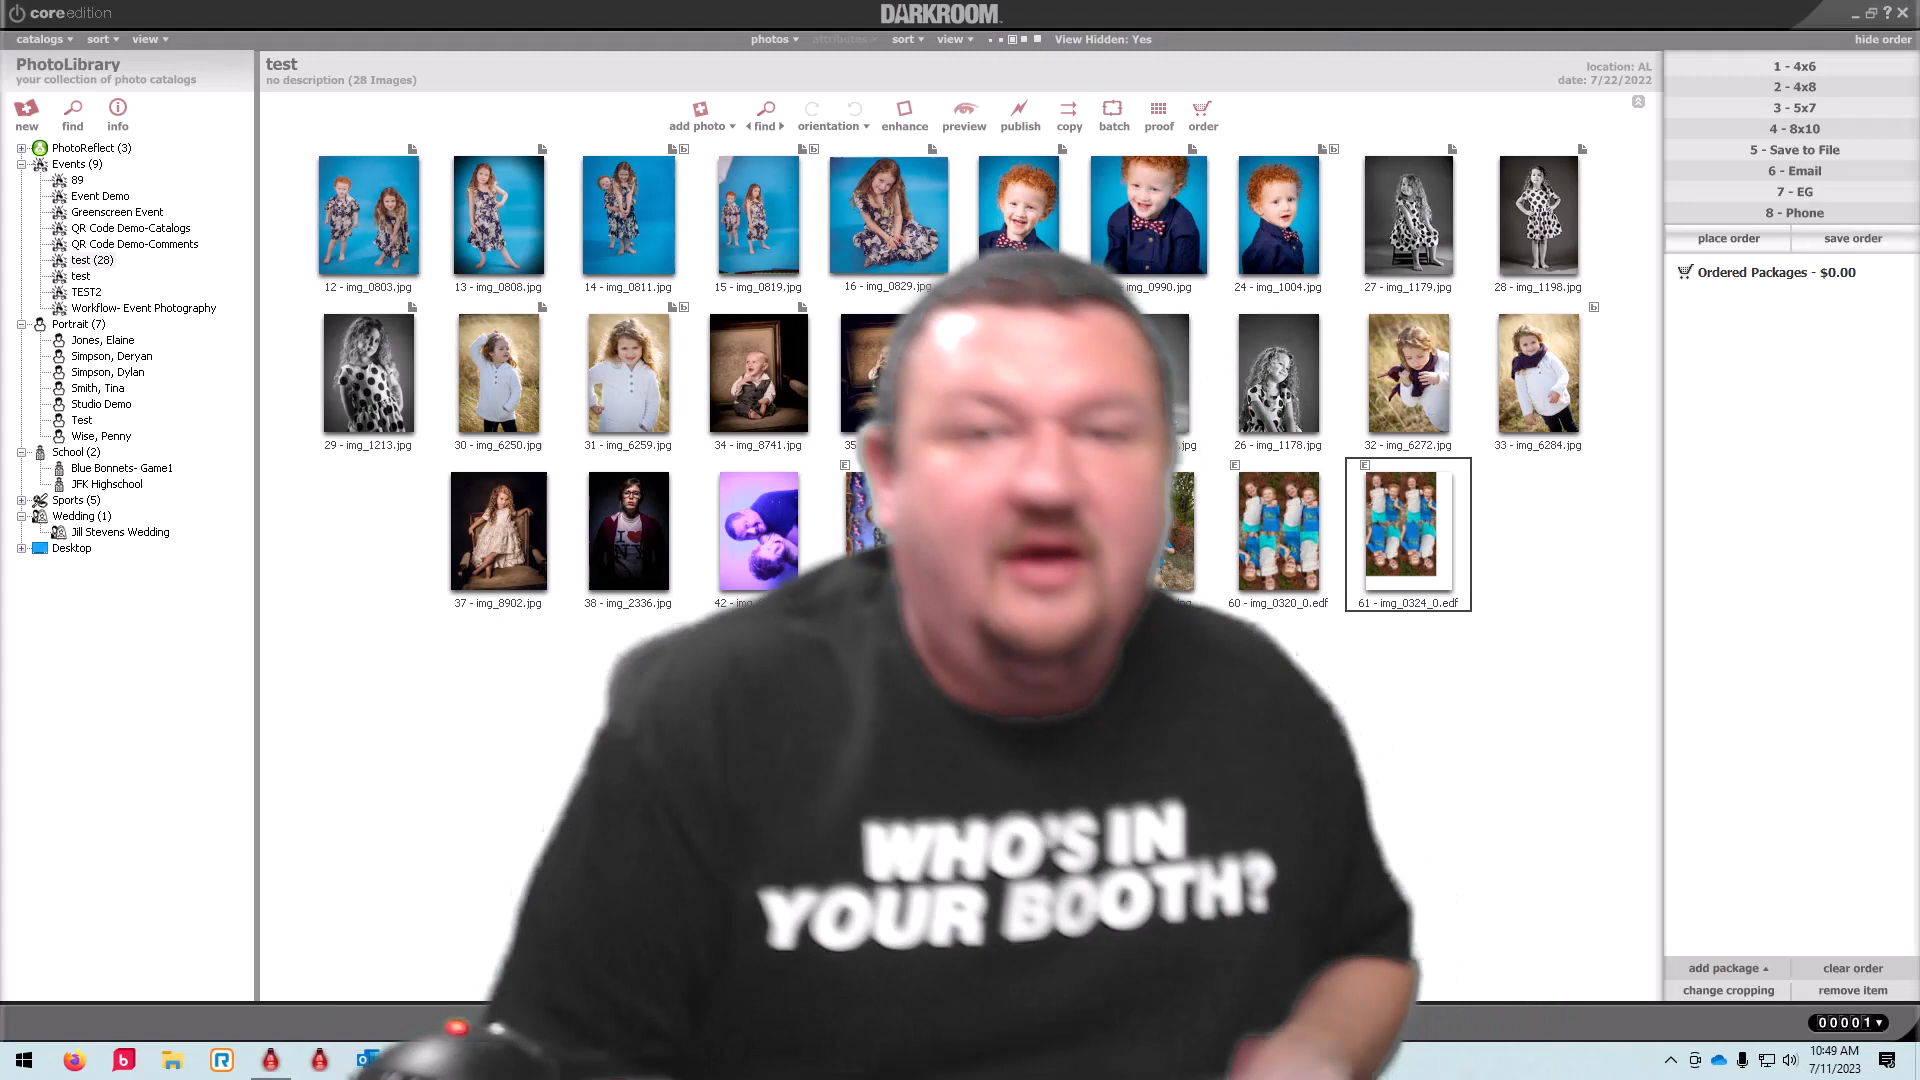 coreedition
DARKROOM
catalogs sort view
photos attributes sort view View Hidden: Yes
hide order
PhotoLibrary
your collection of photo catalogs
new find info
PhotoReflect (3)
Events (9)
89
Event Demo
Greenscreen Event
QR Code Demo-Catalogs
QR Code Demo-Comments
test (28)
test
TEST2
Workflow- Event Photography
Portrait (7)
Jones, Elaine
Simpson, Deryan
Simpson, Dylan
Smith, Tina
Studio Demo
Test
Wise, Penny
School (2)
Blue Bonnets- Game1
JFK Highschool
Sports (5)
Wedding (1)
Jill Stevens Wedding
Desktop
test
no description (28 Images)
location: AL
date: 7/22/2022
add photo find orientation enhance preview publish copy batch proof order
12 - img_0803.jpg 13 - img_0808.jpg 14 - img_0811.jpg 15 - img_0819.jpg 16 - img_0829.jpg img_0990.jpg 24 - img_1004.jpg 27 - img_1179.jpg 28 - img_1198.jpg
29 - img_1213.jpg 30 - img_6250.jpg 31 - img_6259.jpg 34 - img_8741.jpg 35 .jpg 26 - img_1178.jpg 32 - img_6272.jpg 33 - img_6284.jpg
37 - img_8902.jpg 38 - img_2336.jpg 42 - .jpg 60 - img_0320_0.edf 61 - img_0324_0.edf
WHO'S IN
YOUR BOOTH?
1 - 4x6
2 - 4x8
3 - 5x7
4 - 8x10
5 - Save to File
6 - Email
7 - EG
8 - Phone
place order save order
Ordered Packages - $0.00
add package clear order
change cropping remove item
00001
10:49 AM
7/11/2023